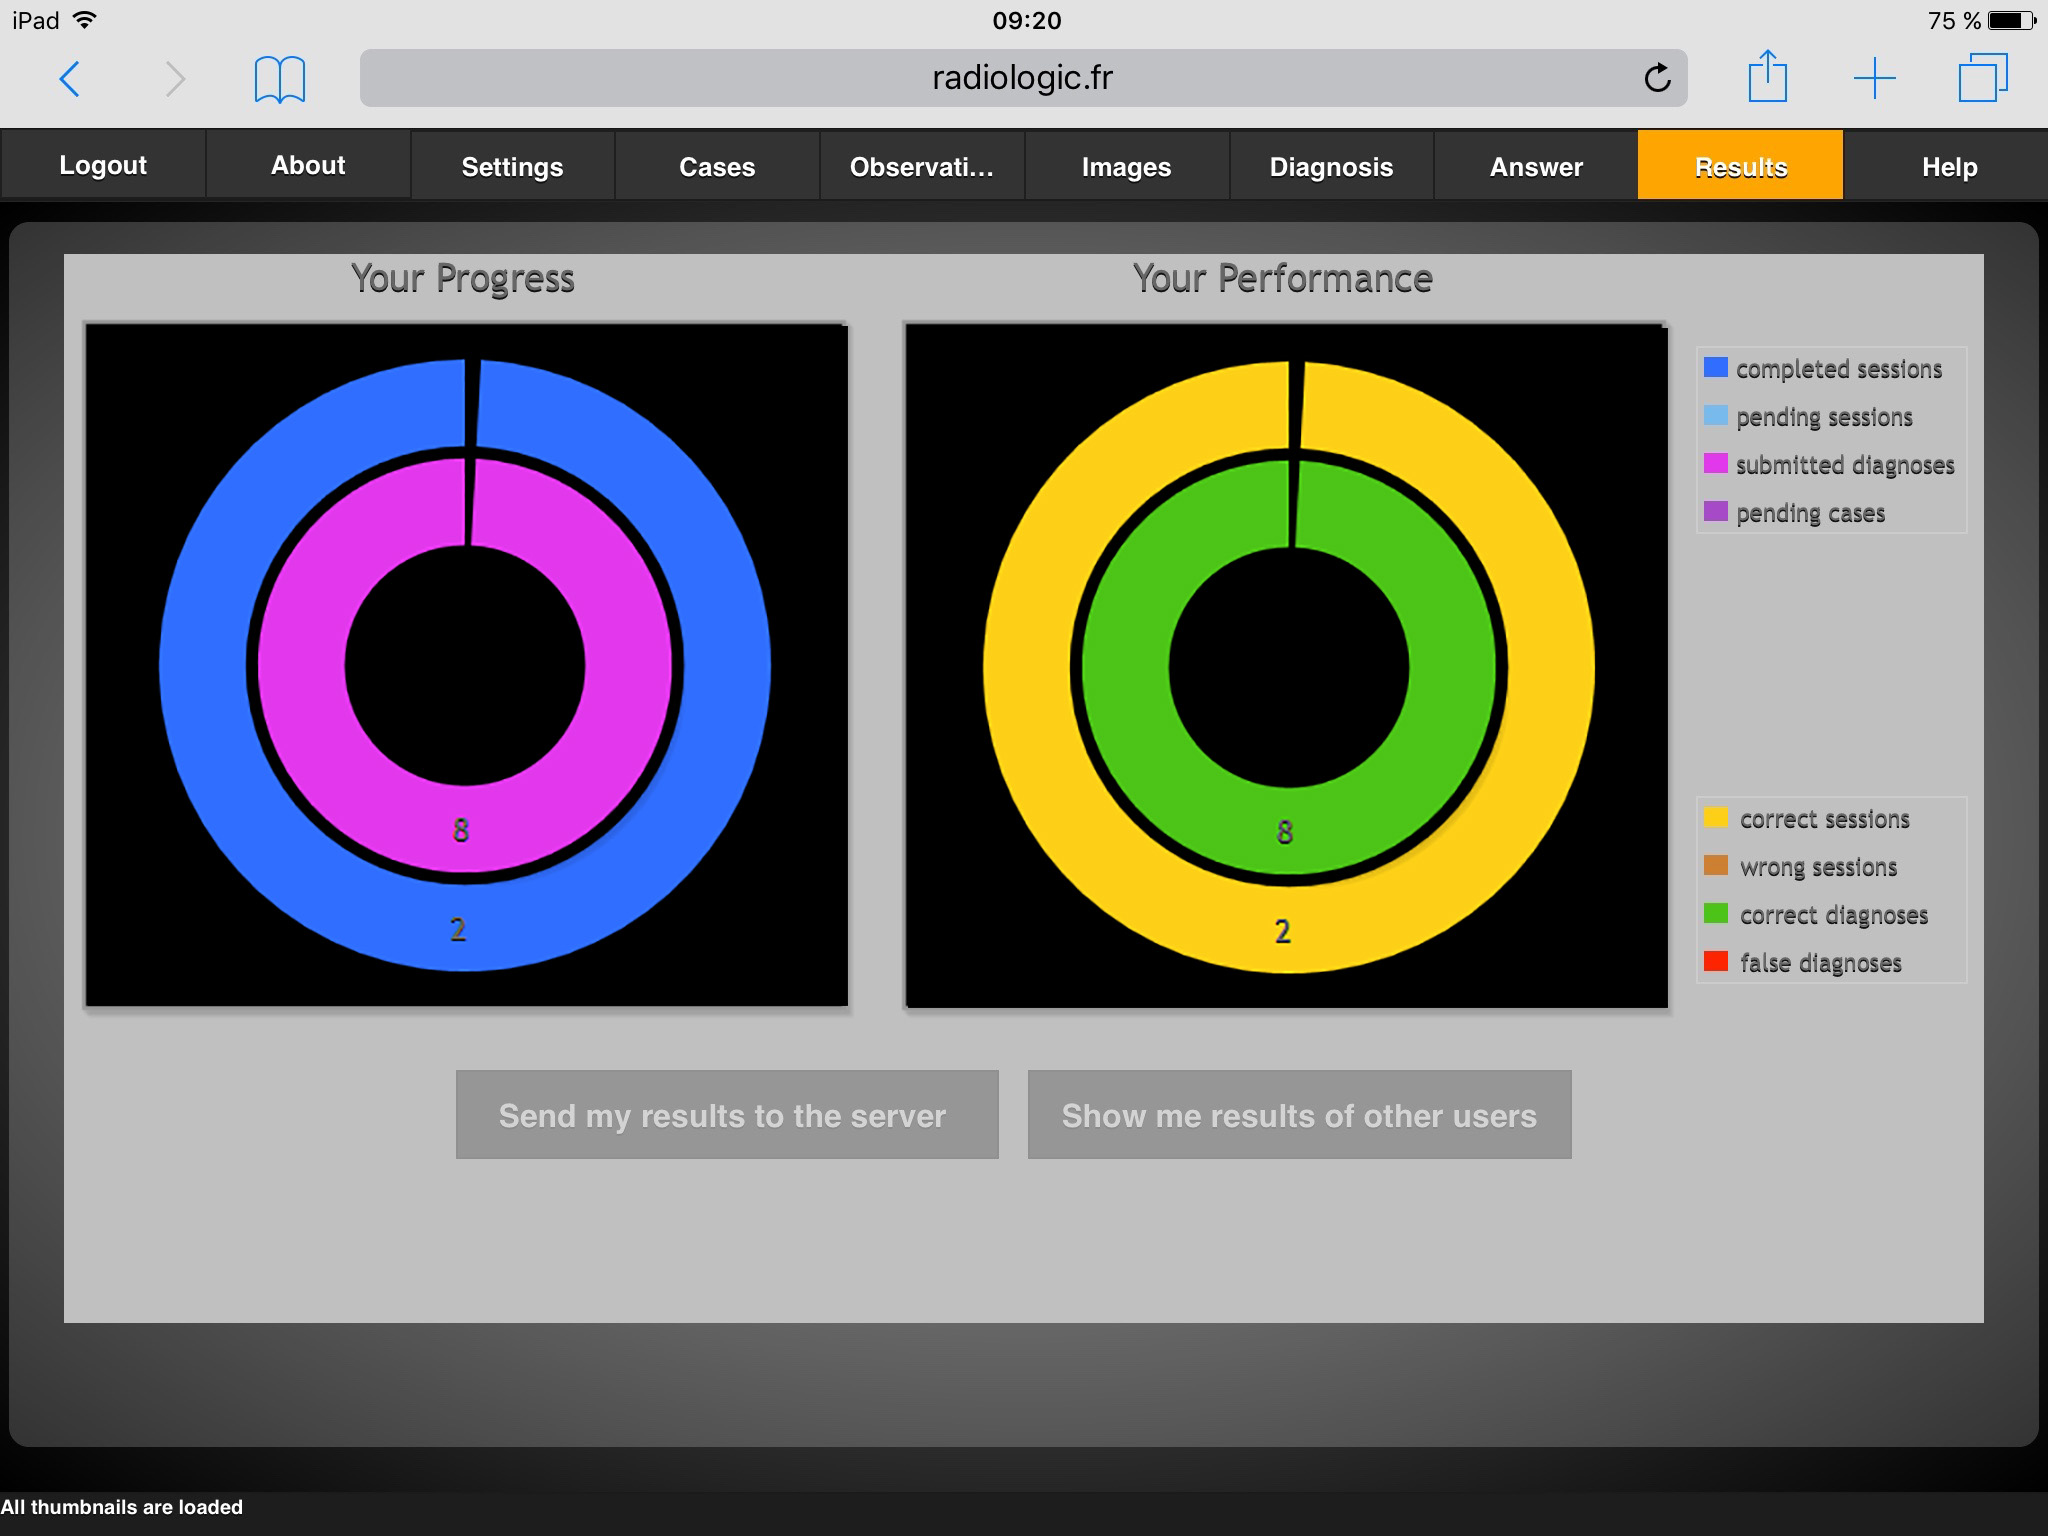 iPad 09:20 75 %
radiologic.fr
Logout About Settings Cases Observati... Images Diagnosis Answer Results Help
Your Progress Your Performance
completed sessions
pending sessions
submitted diagnoses
pending cases
8 8
2 2
correct sessions
wrong sessions
correct diagnoses
false diagnoses
Send my results to the server Show me results of other users
All thumbnails are loaded